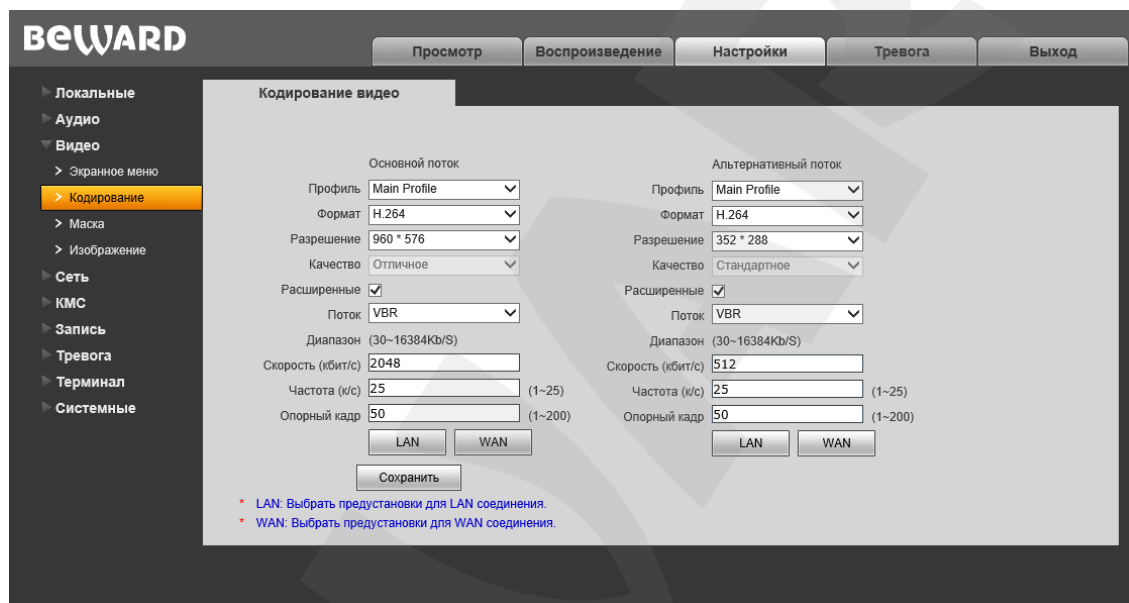 BEWARD
Просмотр Воспроизведение Настройки Тревога Выход
Локальные
Аудио
Видео
> Экранное меню
> Кодирование
> Маска
> Изображение
Сеть
КМС
Запись
Тревога
Терминал
Системные
Кодирование видео
Основной поток
Профиль Main Profile
Формат H.264
Разрешение 960 * 576
Качество Отличное
Расширенные
Поток VBR
Диапазон (30~16384Kb/S)
Скорость (кбит/с) 2048
Частота (к/с) 25 (1~25)
Опорный кадр 50 (1~200)
LAN WAN
Альтернативный поток
Профиль Main Profile
Формат H.264
Разрешение 352 * 288
Качество Стандартное
Расширенные
Поток VBR
Диапазон (30~16384Kb/S)
Скорость (кбит/с) 512
Частота (к/с) 25 (1~25)
Опорный кадр 50 (1~200)
LAN WAN
Сохранить
* LAN: Выбрать предустановки для LAN соединения.
* WAN: Выбрать предустановки для WAN соединения.